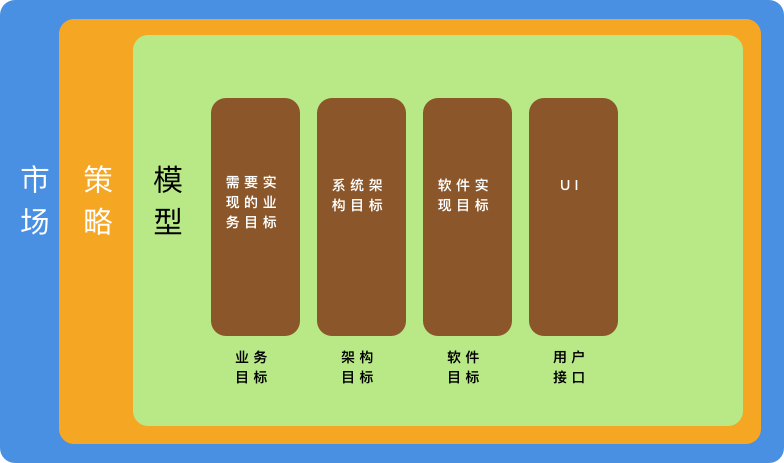 市
场
策
略
模
型
需要实
现的业
务目标
系统架
构目标
软件实
现目标
UI
业务
目标
架构
目标
软件
目标
用户
接口